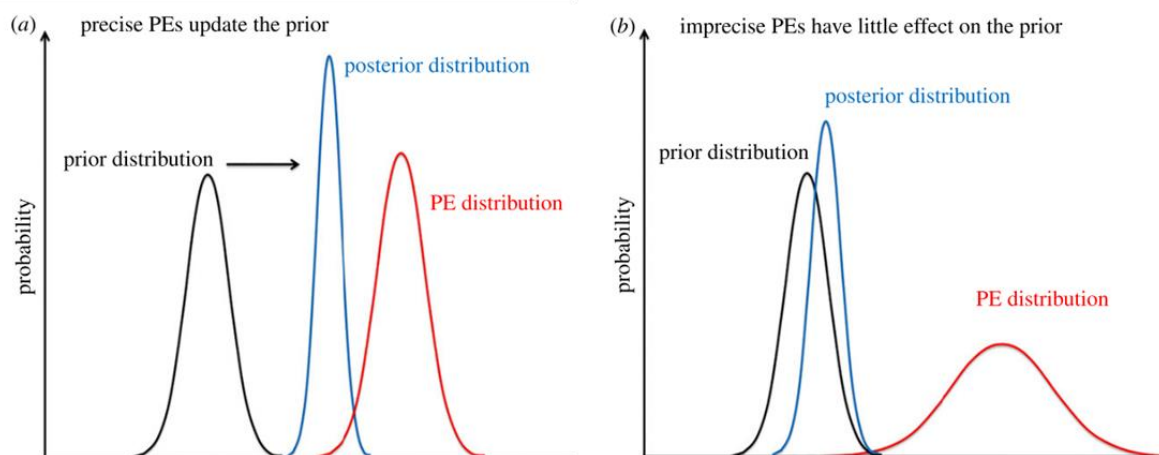 (a) precise PEs update the prior
posterior distribution
prior distribution
PE distribution
probability
(b) imprecise PEs have little effect on the prior
posterior distribution
prior distribution
PE distribution
probability